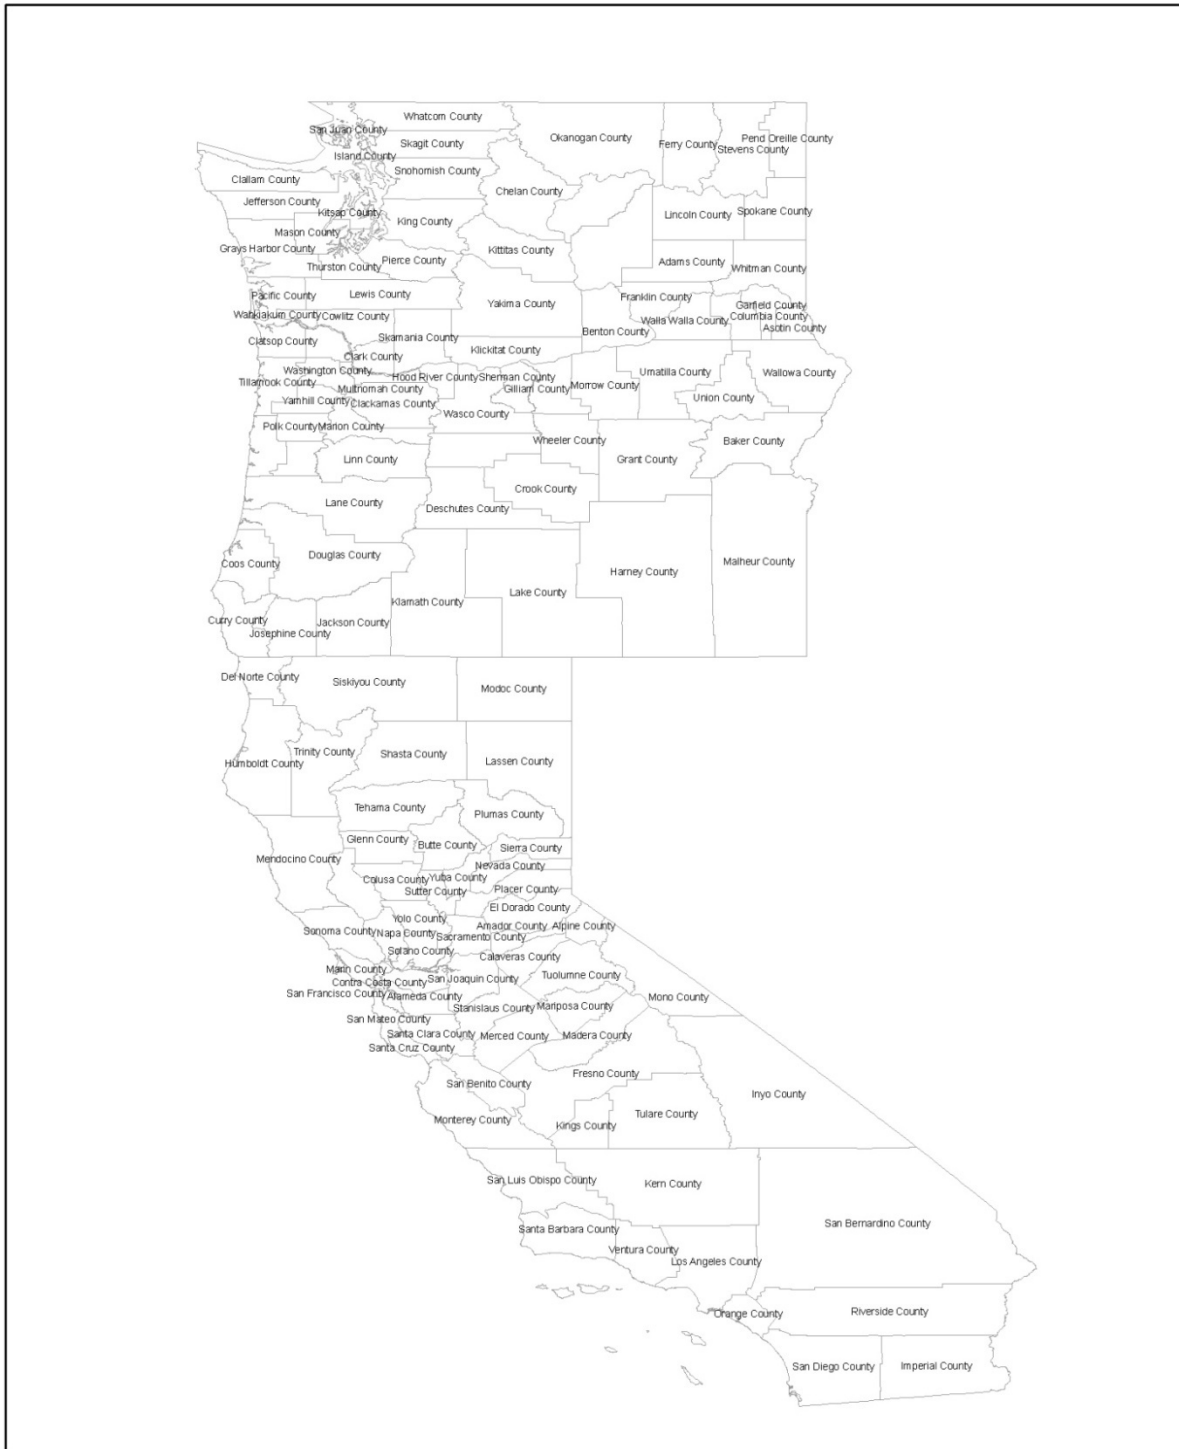 Whatcom County
San Juan County
Okanogan County
Pend Oreille County
Ferry County
Stevens County
Skagit County
Island County
Snohomish County
Clallam County
Chelan County
Jefferson County
Kitsap County
Lincoln County
Spokane County
King County
Mason County
Grays Harbor County
Kittitas County
Pierce County
Adams County
Thurston County
Whitman County
Pacific County
Lewis County
Yakima County
Franklin County
Garfield County
Wahkiakum County
Cowlitz County
Walla Walla County
Columbia County
Asotin County
Benton County
Skamania County
Clatsop County
Klickitat County
Clark County
Washington County
Umatilla County
Wallowa County
Hood River County
Sherman County
Tillamook County
Multnomah County
Gilliam County
Morrow County
Yamhill County
Clackamas County
Union County
Wasco County
Polk County
Marion County
Wheeler County
Baker County
Linn County
Grant County
Crook County
Lane County
Deschutes County
Douglas County
Coos County
Malheur County
Harney County
Lake County
Klamath County
Curry County
Jackson County
Josephine County
Del Norte County
Siskiyou County
Modoc County
Trinity County
Shasta County
Humboldt County
Lassen County
Tehama County
Plumas County
Glenn County
Butte County
Sierra County
Mendocino County
Nevada County
Colusa County
Yuba County
Sutter County
Placer County
El Dorado County
Yolo County
Amador County
Alpine County
Sonoma County
Napa County
Sacramento County
Solano County
Calaveras County
Marin County
Tuolumne County
Contra Costa County
San Joaquin County
San Francisco County
Alameda County
Mono County
Stanislaus County
Mariposa County
San Mateo County
Santa Clara County
Merced County
Madera County
Santa Cruz County
Fresno County
San Benito County
Inyo County
Monterey County
Tulare County
Kings County
San Luis Obispo County
Kern County
Santa Barbara County
San Bernardino County
Ventura County
Los Angeles County
Orange County
Riverside County
San Diego County
Imperial County